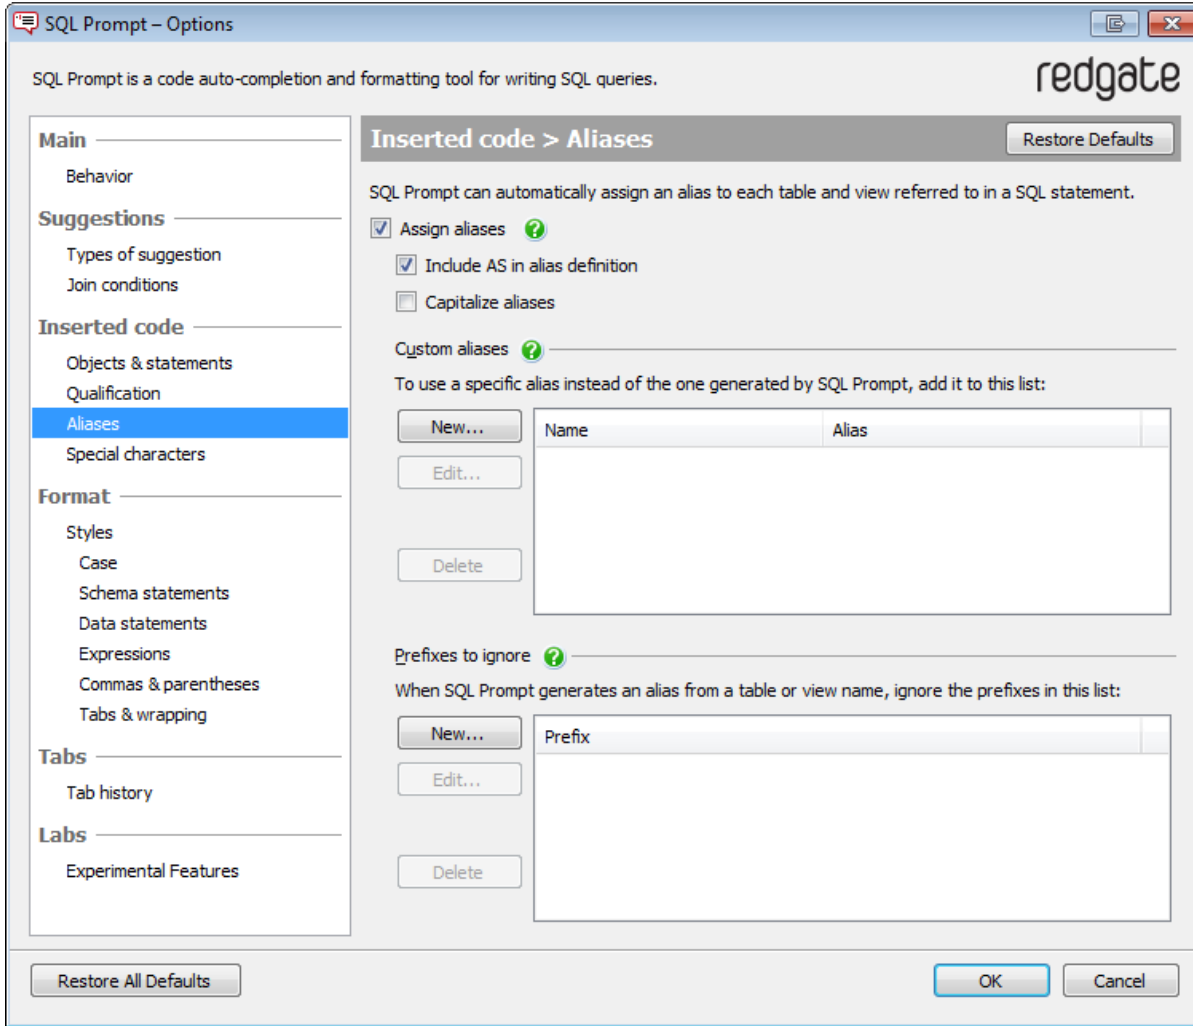 SQL Prompt – Options
SQL Prompt is a code auto-completion and formatting tool for writing SQL queries.
redgate
Main
Behavior
Suggestions
Types of suggestion
Join conditions
Inserted code
Objects & statements
Qualification
Aliases
Special characters
Format
Styles
Case
Schema statements
Data statements
Expressions
Commas & parentheses
Tabs & wrapping
Tabs
Tab history
Labs
Experimental Features
Inserted code > Aliases
Restore Defaults
SQL Prompt can automatically assign an alias to each table and view referred to in a SQL statement.
Assign aliases ?
Include AS in alias definition
Capitalize aliases
Custom aliases ?
To use a specific alias instead of the one generated by SQL Prompt, add it to this list:
New...
Edit...
Delete
Name Alias
Prefixes to ignore ?
When SQL Prompt generates an alias from a table or view name, ignore the prefixes in this list:
New...
Edit...
Delete
Prefix
Restore All Defaults
OK
Cancel